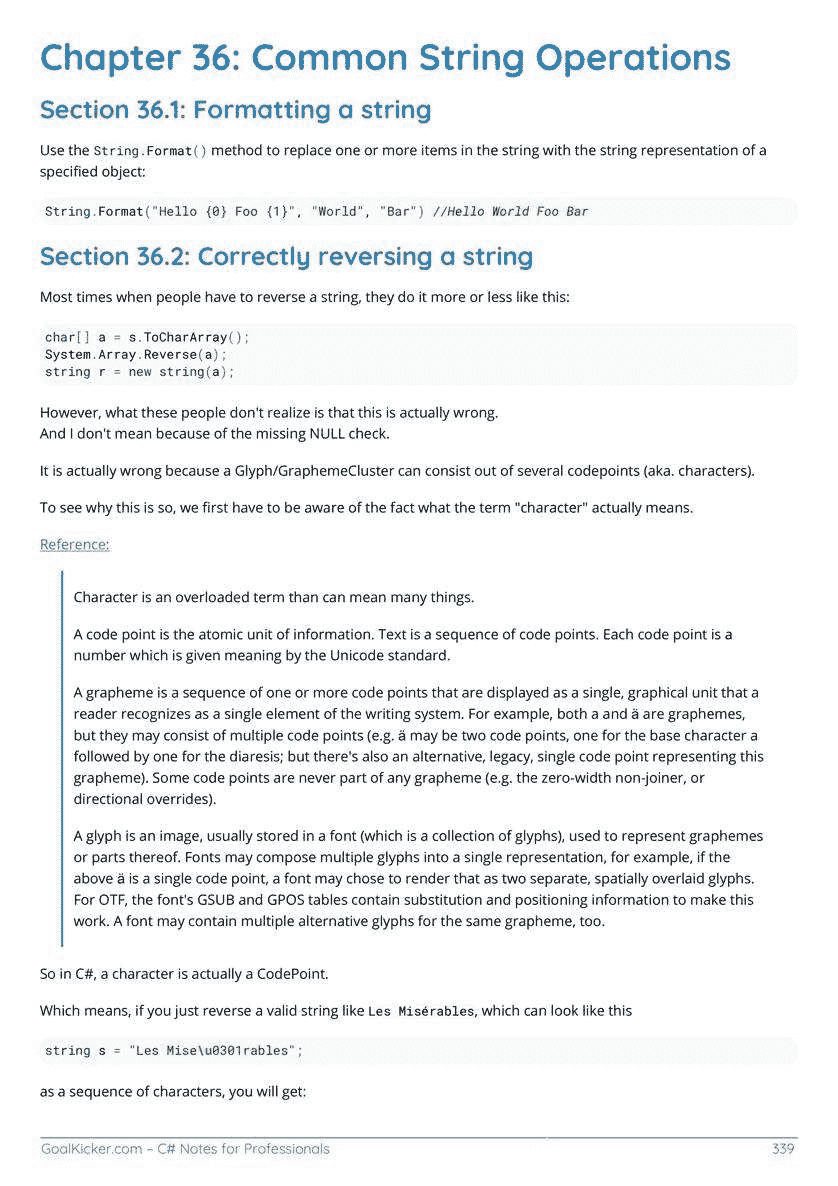 Chapter 36: Common String Operations
Section 36.1: Formatting a string
Use the String.Format() method to replace one or more items in the string with the string representation of a
specified object:
String.Format("Hello {0} Foo {1}", "World", "Bar") //Hello World Foo Bar
Section 36.2: Correctly reversing a string
Most times when people have to reverse a string, they do it more or less like this:
char[] a = s.ToCharArray();
System.Array.Reverse(a);
string r = new string(a);
However, what these people don't realize is that this is actually wrong.
And I don't mean because of the missing NULL check.
It is actually wrong because a Glyph/GraphemeCluster can consist out of several codepoints (aka. characters).
To see why this is so, we first have to be aware of the fact what the term "character" actually means.
Reference:
Character is an overloaded term than can mean many things.
A code point is the atomic unit of information. Text is a sequence of code points. Each code point is a
number which is given meaning by the Unicode standard.
A grapheme is a sequence of one or more code points that are displayed as a single, graphical unit that a
reader recognizes as a single element of the writing system. For example, both a and ä are graphemes,
but they may consist of multiple code points (e.g. ä may be two code points, one for the base character a
followed by one for the diaresis; but there's also an alternative, legacy, single code point representing this
grapheme). Some code points are never part of any grapheme (e.g. the zero-width non-joiner, or
directional overrides).
A glyph is an image, usually stored in a font (which is a collection of glyphs), used to represent graphemes
or parts thereof. Fonts may compose multiple glyphs into a single representation, for example, if the
above ä is a single code point, a font may chose to render that as two separate, spatially overlaid glyphs.
For OTF, the font's GSUB and GPOS tables contain substitution and positioning information to make this
work. A font may contain multiple alternative glyphs for the same grapheme, too.
So in C#, a character is actually a CodePoint.
Which means, if you just reverse a valid string like Les Misérables, which can look like this
string s = "Les Mise\u0301rables";
as a sequence of characters, you will get:
GoalKicker.com – C# Notes for Professionals 339